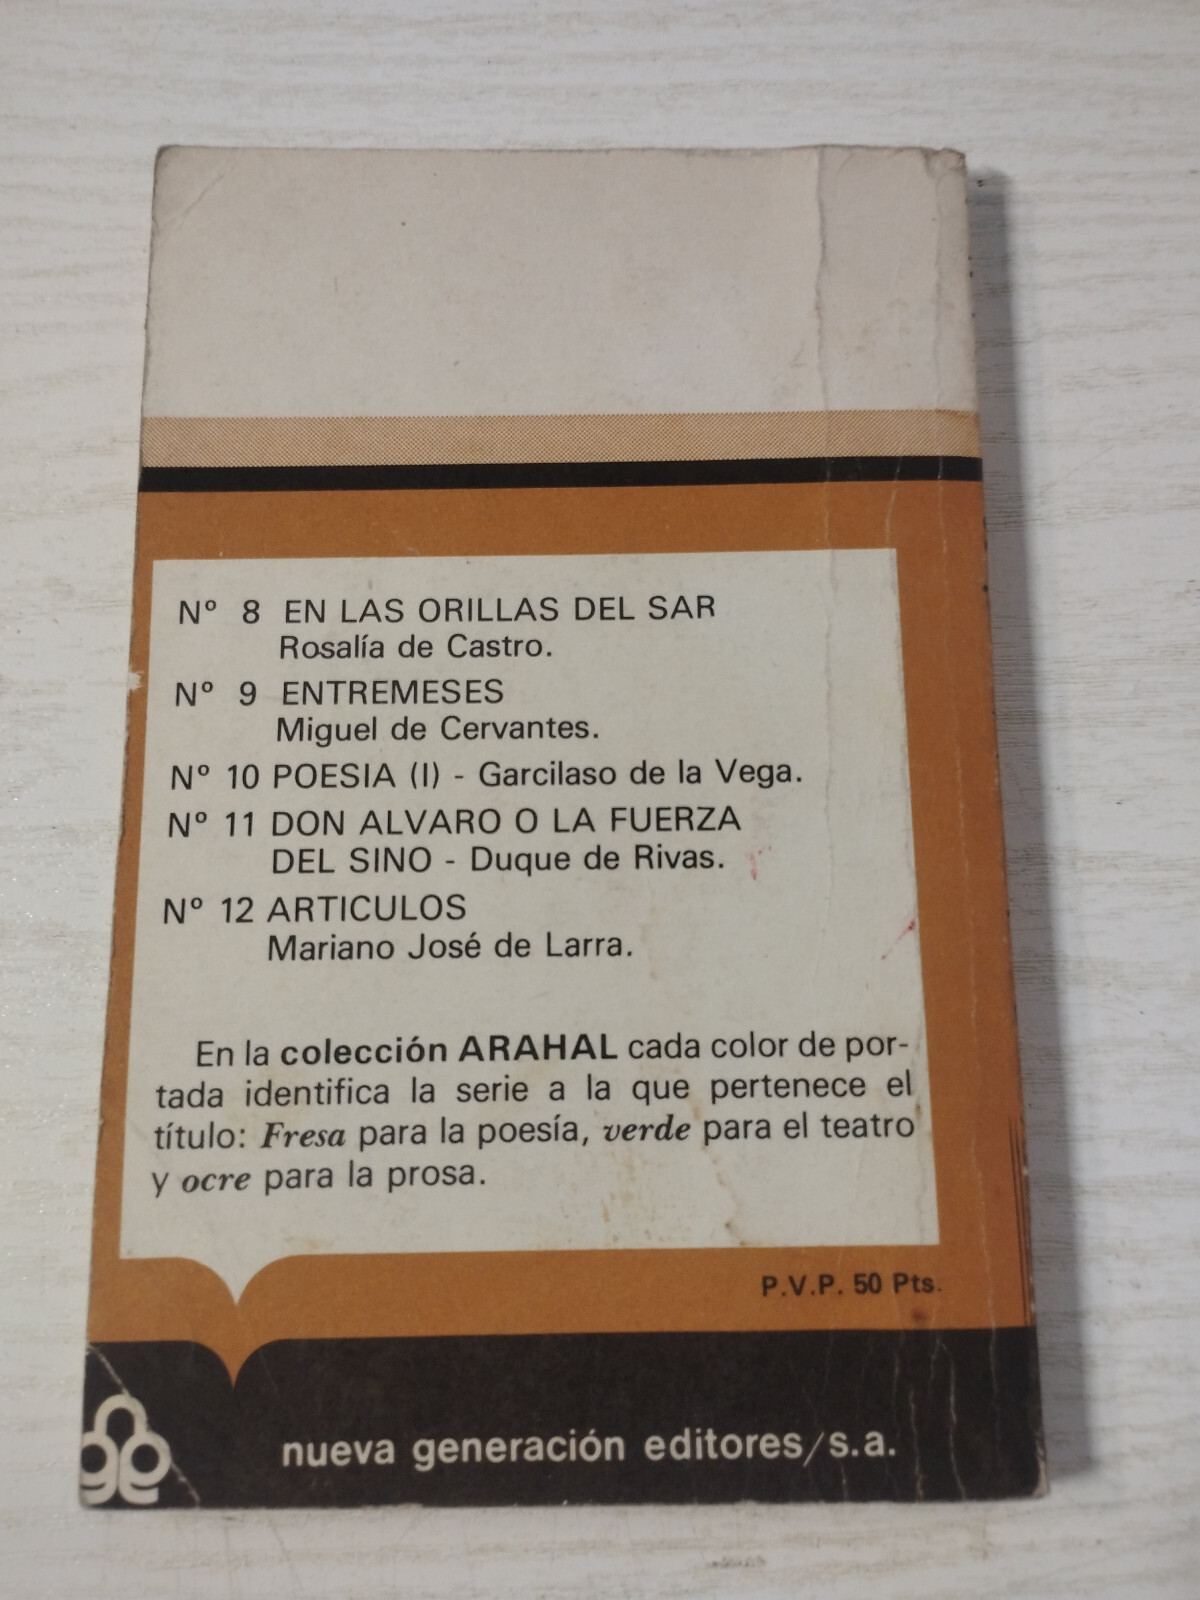 Nº 8 EN LAS ORILLAS DEL SAR
Rosalía de Castro.
Nº 9 ENTREMESES
Miguel de Cervantes.
Nº 10 POESIA (I) - Garcilaso de la Vega.
Nº 11 DON ALVARO O LA FUERZA
DEL SINO - Duque de Rivas.
Nº 12 ARTICULOS
Mariano José de Larra.
En la colección ARAHAL cada color de por-
tada identifica la serie a la que pertenece el
título: Fresa para la poesía, verde para el teatro
y ocre para la prosa.
P.V.P. 50 Pts.
nueva generación editores/s.a.